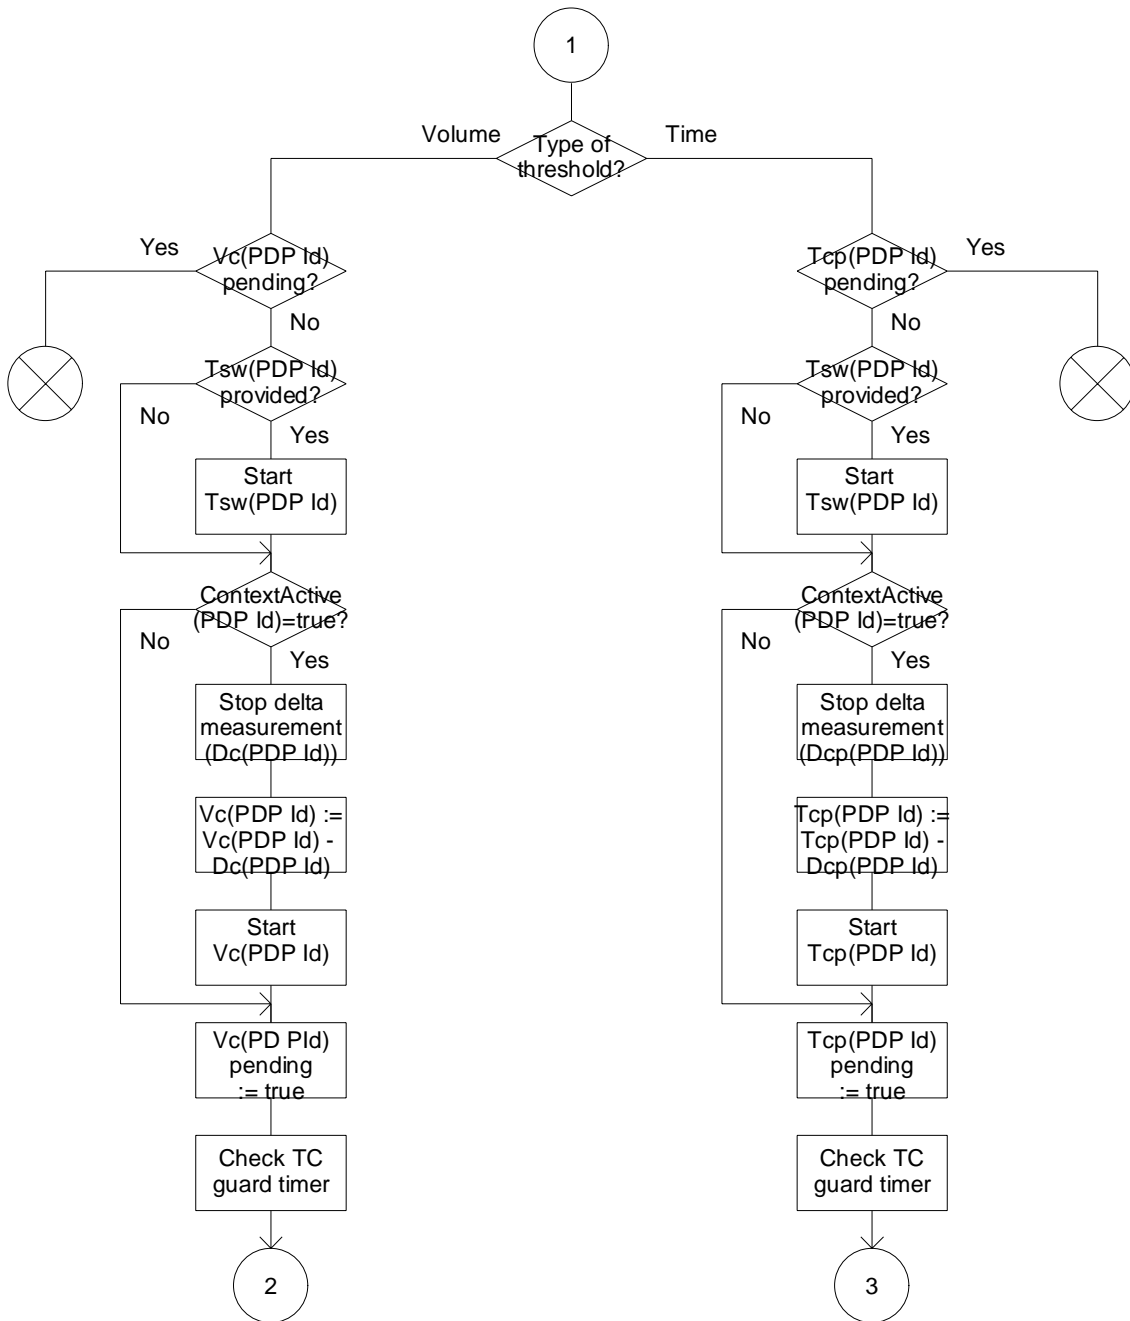 1
Volume
Type of
threshold?
Time
Yes
Vc(PDP Id)
pending?
No
Tsw(PDP Id)
provided?
No
Yes
Start
Tsw(PDP Id)
ContextActive
(PDP Id)=true?
No
Yes
Stop delta
measurement
(Dc(PDP Id))
Vc(PDP Id) :=
Vc(PDP Id) -
Dc(PDP Id)
Start
Vc(PDP Id)
Vc(PD PId)
pending
:= true
Check TC
guard timer
2
Tcp(PDP Id)
pending?
Yes
No
Tsw(PDP Id)
provided?
No
Yes
Start
Tsw(PDP Id)
ContextActive
(PDP Id)=true?
No
Yes
Stop delta
measurement
(Dcp(PDP Id))
Tcp(PDP Id) :=
Tcp(PDP Id) -
Dcp(PDP Id)
Start
Tcp(PDP Id)
Tcp(PDP Id)
pending
:= true
Check TC
guard timer
3